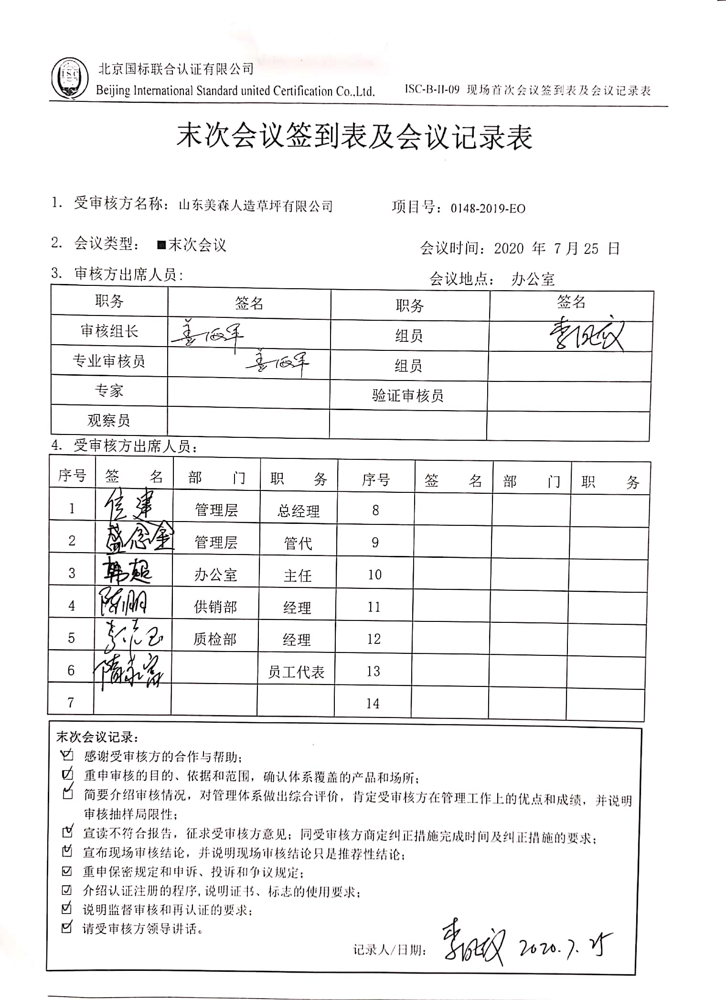 ISC
北京国标联合认证有限公司
Beijing International Standard united Certification Co.,Ltd. ISC-B-II-09 现场首次会议签到表及会议记录表
末次会议签到表及会议记录表
1. 受审核方名称：山东美森人造草坪有限公司 项目号：0148-2019-EO
2. 会议类型： ■末次会议 会议时间：2020 年 7月25 日
3. 审核方出席人员： 会议地点： 办公室
职务 签名 职务 签名
审核组长 姜海军 组员
专业审核员 姜海军 组员
专家 验证审核员
观察员
4. 受审核方出席人员：
序号 签 名 部 门 职 务 序号 签 名 部 门 职 务
1 管理层 总经理 8
2 盛念金 管理层 管代 9
3 韩超 办公室 主任 10
4 陈朋 供销部 经理 11
5 质检部 经理 12
6 隋永富 员工代表 13
7 14
末次会议记录：
☑ 感谢受审核方的合作与帮助；
☑ 重申审核的目的、依据和范围，确认体系覆盖的产品和场所；
☑ 简要介绍审核情况，对管理体系做出综合评价，肯定受审核方在管理工作上的优点和成绩，并说明
审核抽样局限性；
☑ 宣读不符合报告，征求受审核方意见；同受审核方商定纠正措施完成时间及纠正措施的要求；
☑ 宣布现场审核结论，并说明现场审核结论只是推荐性结论；
☑ 重申保密规定和申诉、投诉和争议规定；
☑ 介绍认证注册的程序,说明证书、标志的使用要求；
☑ 说明监督审核和再认证的要求；
☑ 请受审核方领导讲话。
记录人/日期： 2020.7.25